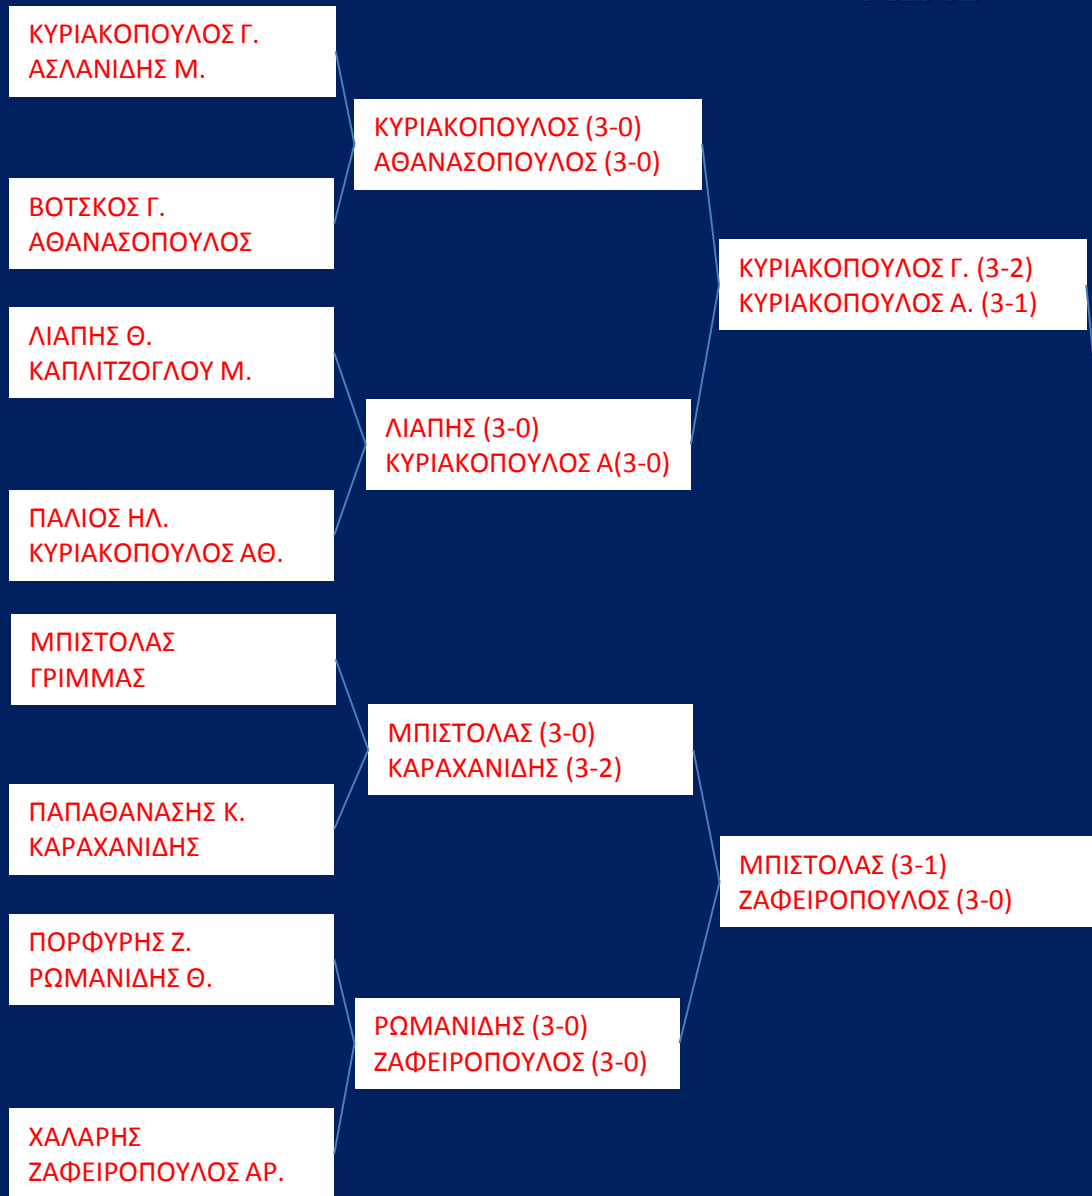 ΚΥΡΙΑΚΟΠΟΥΛΟΣ Γ.
ΑΣΛΑΝΙΔΗΣ Μ.
ΚΥΡΙΑΚΟΠΟΥΛΟΣ (3-0)
ΑΘΑΝΑΣΟΠΟΥΛΟΣ (3-0)
ΒΟΤΣΚΟΣ Γ.
ΑΘΑΝΑΣΟΠΟΥΛΟΣ
ΚΥΡΙΑΚΟΠΟΥΛΟΣ Γ. (3-2)
ΚΥΡΙΑΚΟΠΟΥΛΟΣ Α. (3-1)
ΛΙΑΠΗΣ Θ.
ΚΑΠΛΙΤΖΟΓΛΟΥ Μ.
ΛΙΑΠΗΣ (3-0)
ΚΥΡΙΑΚΟΠΟΥΛΟΣ Α(3-0)
ΠΑΛΙΟΣ ΗΛ.
ΚΥΡΙΑΚΟΠΟΥΛΟΣ ΑΘ.
ΜΠΙΣΤΟΛΑΣ
ΓΡΙΜΜΑΣ
ΜΠΙΣΤΟΛΑΣ (3-0)
ΚΑΡΑΧΑΝΙΔΗΣ (3-2)
ΠΑΠΑΘΑΝΑΣΗΣ Κ.
ΚΑΡΑΧΑΝΙΔΗΣ
ΜΠΙΣΤΟΛΑΣ (3-1)
ΖΑΦΕΙΡΟΠΟΥΛΟΣ (3-0)
ΠΟΡΦΥΡΗΣ Ζ.
ΡΩΜΑΝΙΔΗΣ Θ.
ΡΩΜΑΝΙΔΗΣ (3-0)
ΖΑΦΕΙΡΟΠΟΥΛΟΣ (3-0)
ΧΑΛΑΡΗΣ
ΖΑΦΕΙΡΟΠΟΥΛΟΣ ΑΡ.